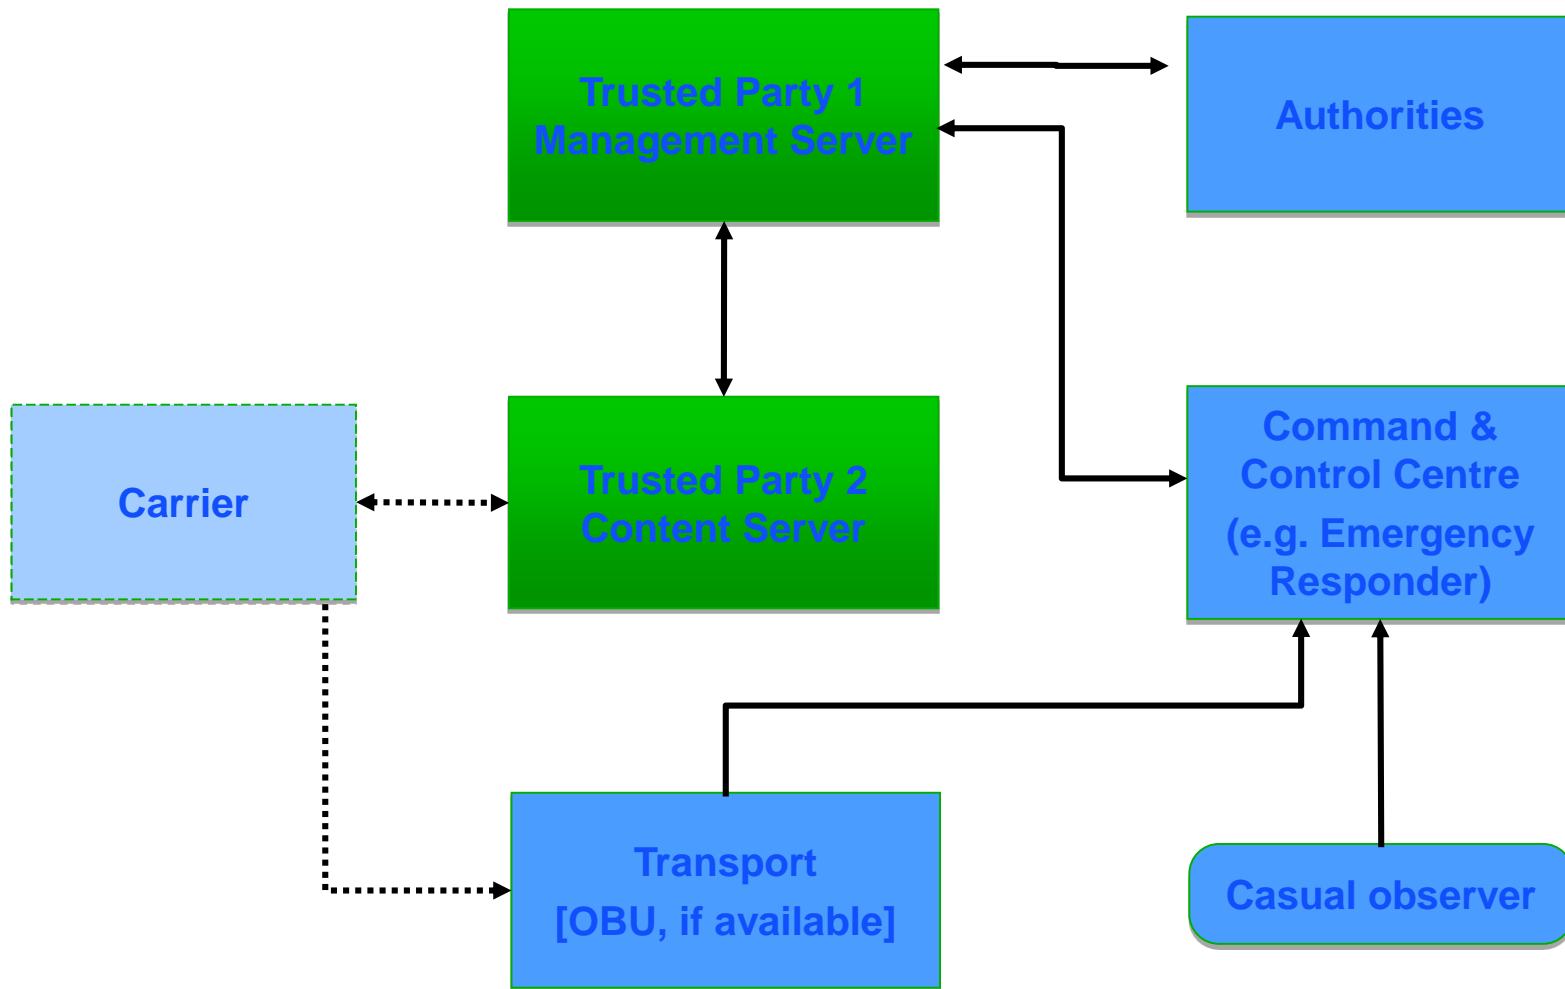 Trusted Party 1
Management Server
Authorities
Carrier
Trusted Party 2
Content Server
Command &
Control Centre
(e.g. Emergency
Responder)
Transport
[OBU, if available]
Casual observer